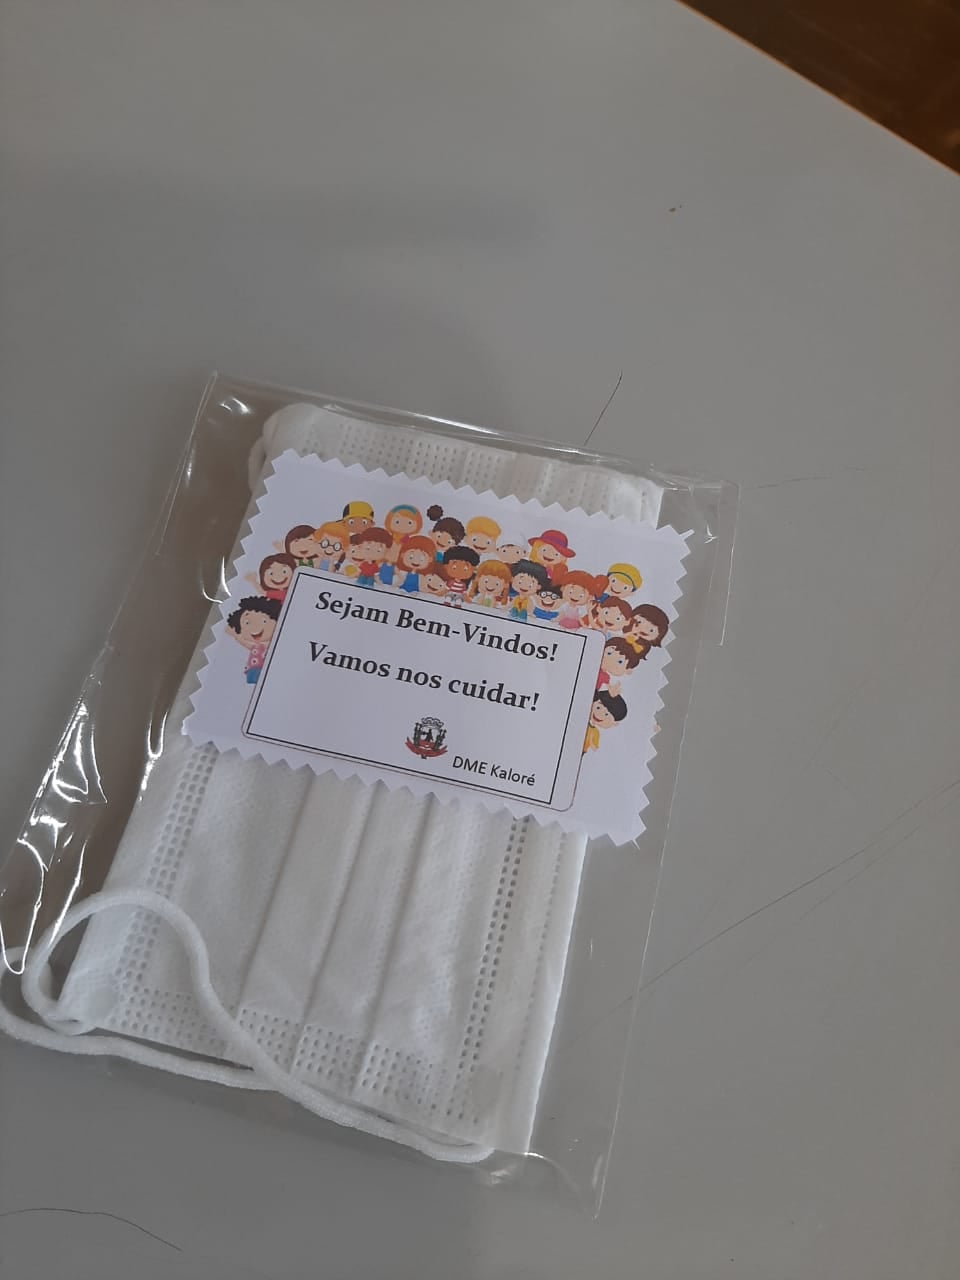 Sejam Bem-Vindos!
Vamos nos cuidar!
DME Kaloré